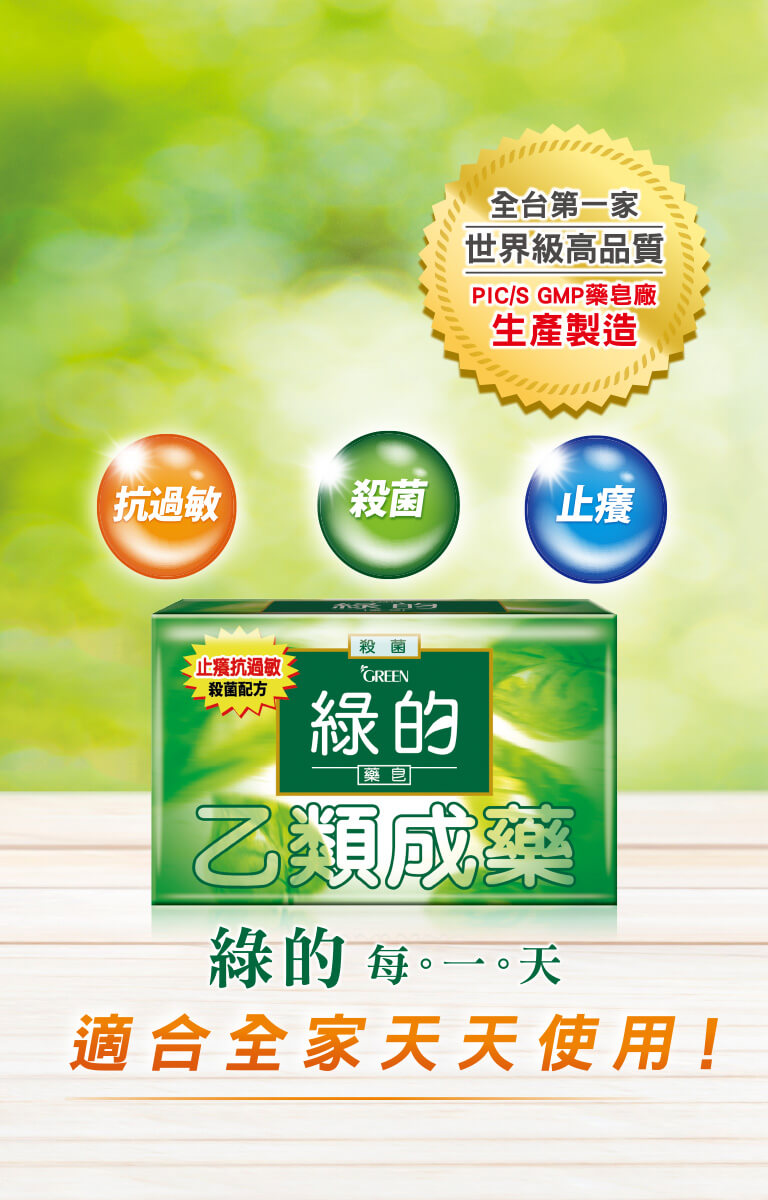 全台第一家
世界級高品質
PIC/S GMP藥皂廠
生產製造
抗過敏
殺菌
止癢
綠的
殺菌
止癢抗過敏
殺菌配方
GREEN
綠的
藥皂
乙類成藥
綠的 每。一。天
適合全家天天使用!